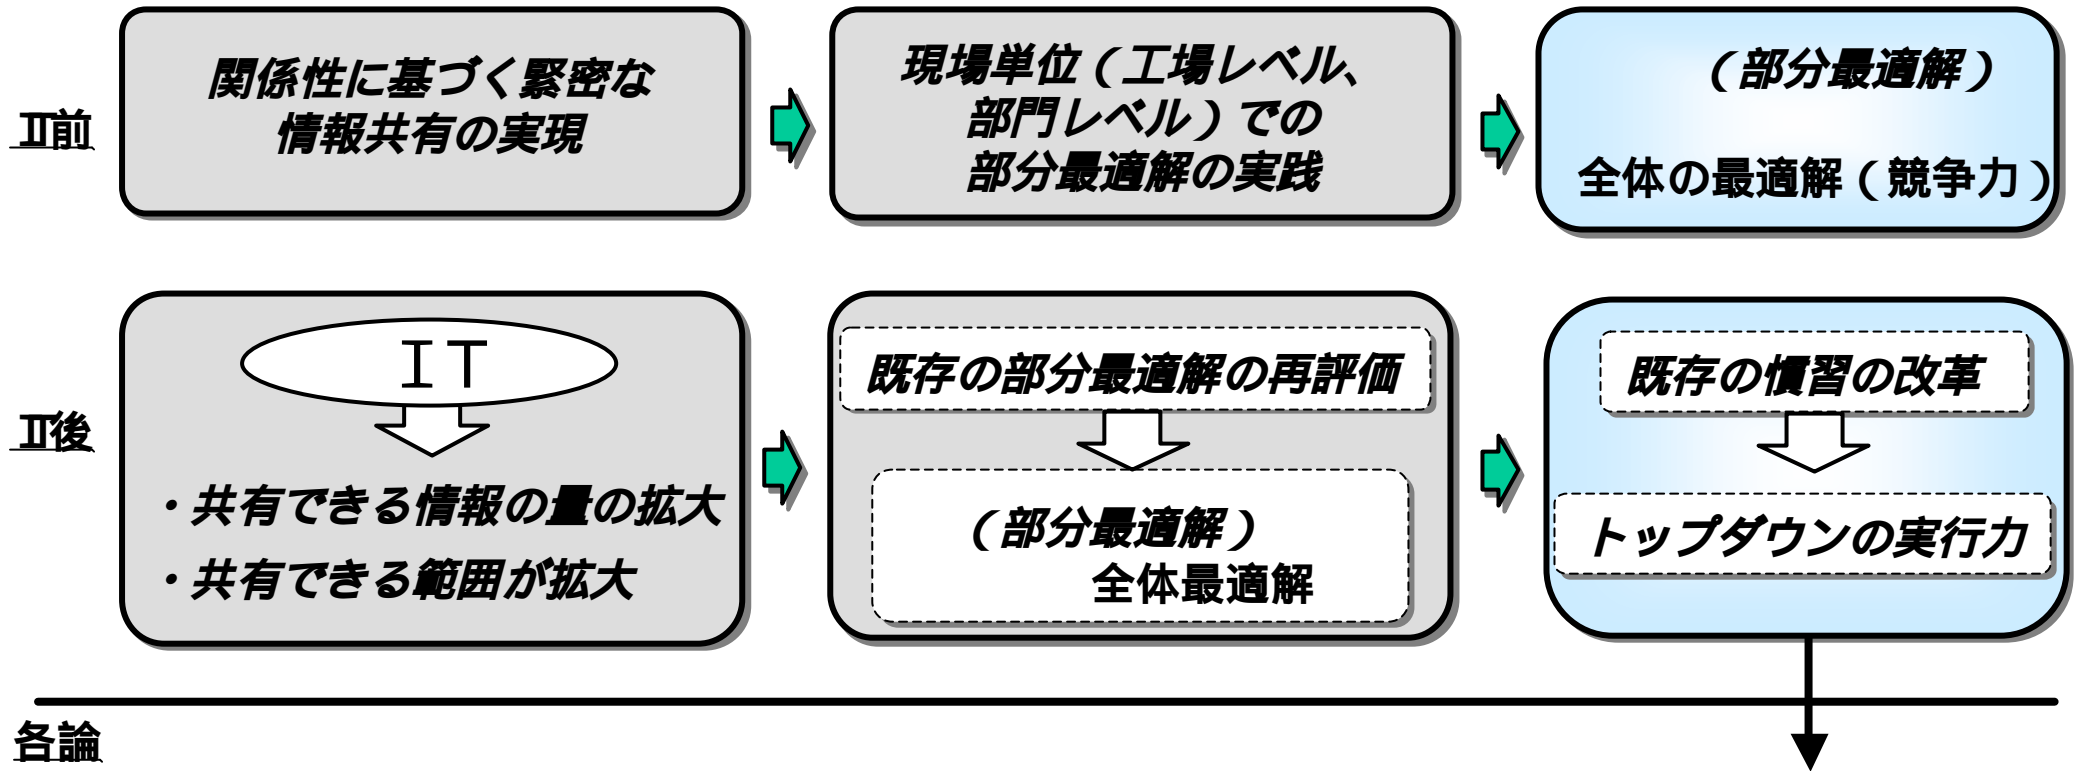 IT前
関係性に基づく緊密な
情報共有の実現
現場単位（工場レベル、
部門レベル）での
部分最適解の実践
（部分最適解）
全体の最適解（競争力）
IT後
IT
・共有できる情報の量の拡大
・共有できる範囲が拡大
既存の部分最適解の再評価
（部分最適解）
全体最適解
既存の慣習の改革
トップダウンの実行力
各論